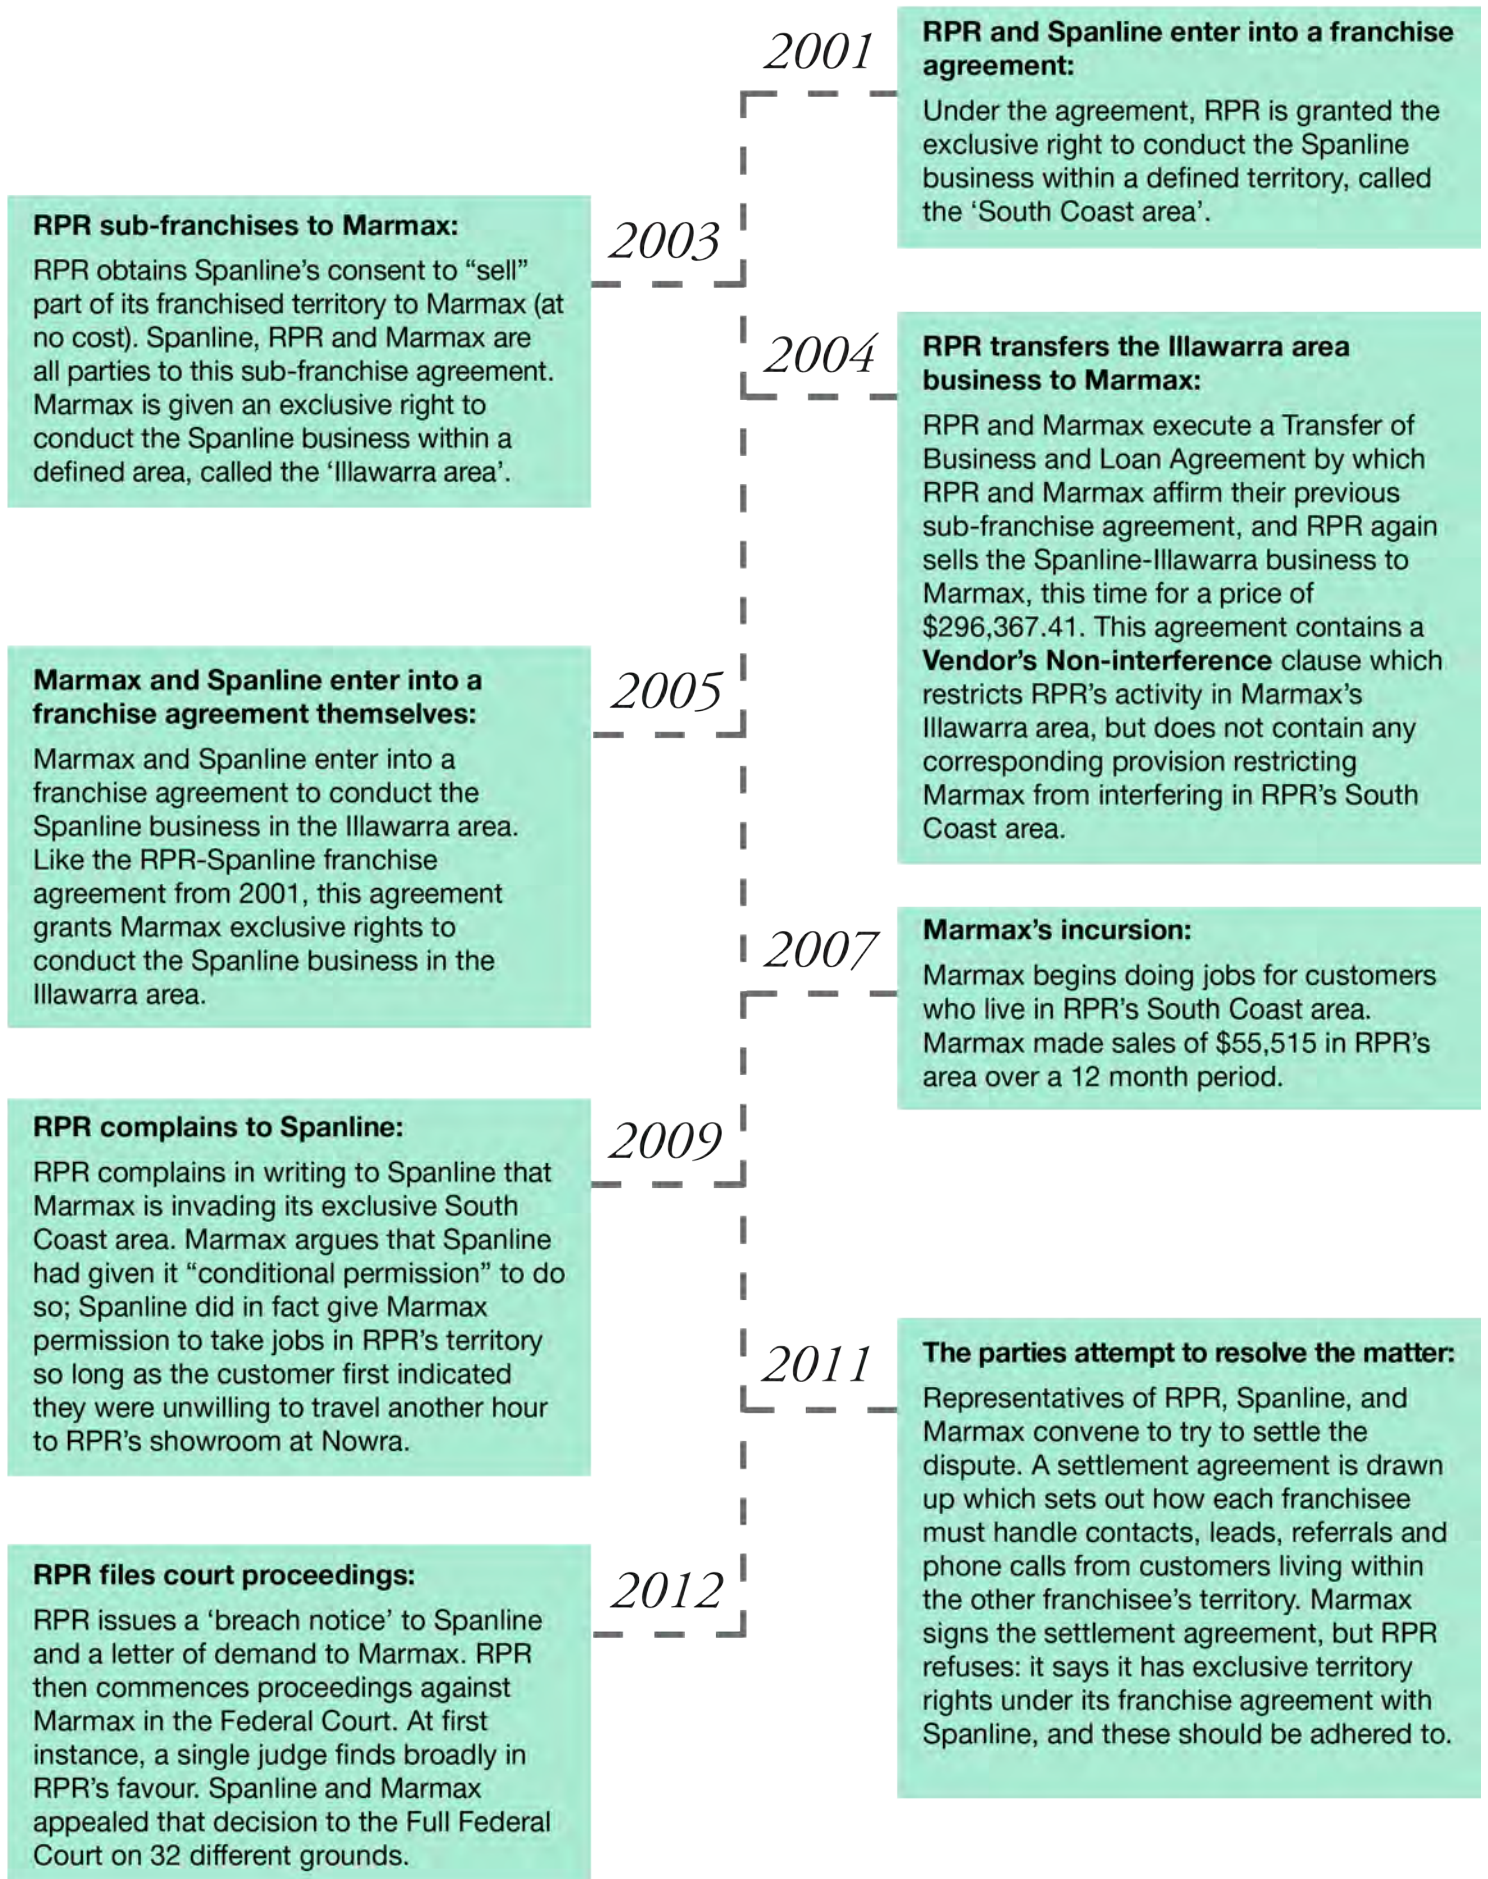 2001
RPR and Spanline enter into a franchise
agreement:
Under the agreement, RPR is granted the
exclusive right to conduct the Spanline
business within a defined territory, called
the ‘South Coast area’.
2003
RPR sub-franchises to Marmax:
RPR obtains Spanline’s consent to “sell”
part of its franchised territory to Marmax (at
no cost). Spanline, RPR and Marmax are
all parties to this sub-franchise agreement.
Marmax is given an exclusive right to
conduct the Spanline business within a
defined area, called the ‘Illawarra area’.
2004
RPR transfers the Illawarra area
business to Marmax:
RPR and Marmax execute a Transfer of
Business and Loan Agreement by which
RPR and Marmax affirm their previous
sub-franchise agreement, and RPR again
sells the Spanline-Illawarra business to
Marmax, this time for a price of
$296,367.41. This agreement contains a
Vendor’s Non-interference clause which
restricts RPR’s activity in Marmax’s
Illawarra area, but does not contain any
corresponding provision restricting
Marmax from interfering in RPR’s South
Coast area.
2005
Marmax and Spanline enter into a
franchise agreement themselves:
Marmax and Spanline enter into a
franchise agreement to conduct the
Spanline business in the Illawarra area.
Like the RPR-Spanline franchise
agreement from 2001, this agreement
grants Marmax exclusive rights to
conduct the Spanline business in the
Illawarra area.
2007
Marmax’s incursion:
Marmax begins doing jobs for customers
who live in RPR’s South Coast area.
Marmax made sales of $55,515 in RPR’s
area over a 12 month period.
2009
RPR complains to Spanline:
RPR complains in writing to Spanline that
Marmax is invading its exclusive South
Coast area. Marmax argues that Spanline
had given it “conditional permission” to do
so; Spanline did in fact give Marmax
permission to take jobs in RPR’s territory
so long as the customer first indicated
they were unwilling to travel another hour
to RPR’s showroom at Nowra.
2011
The parties attempt to resolve the matter:
Representatives of RPR, Spanline, and
Marmax convene to try to settle the
dispute. A settlement agreement is drawn
up which sets out how each franchisee
must handle contacts, leads, referrals and
phone calls from customers living within
the other franchisee’s territory. Marmax
signs the settlement agreement, but RPR
refuses: it says it has exclusive territory
rights under its franchise agreement with
Spanline, and these should be adhered to.
2012
RPR files court proceedings:
RPR issues a ‘breach notice’ to Spanline
and a letter of demand to Marmax. RPR
then commences proceedings against
Marmax in the Federal Court. At first
instance, a single judge finds broadly in
RPR’s favour. Spanline and Marmax
appealed that decision to the Full Federal
Court on 32 different grounds.